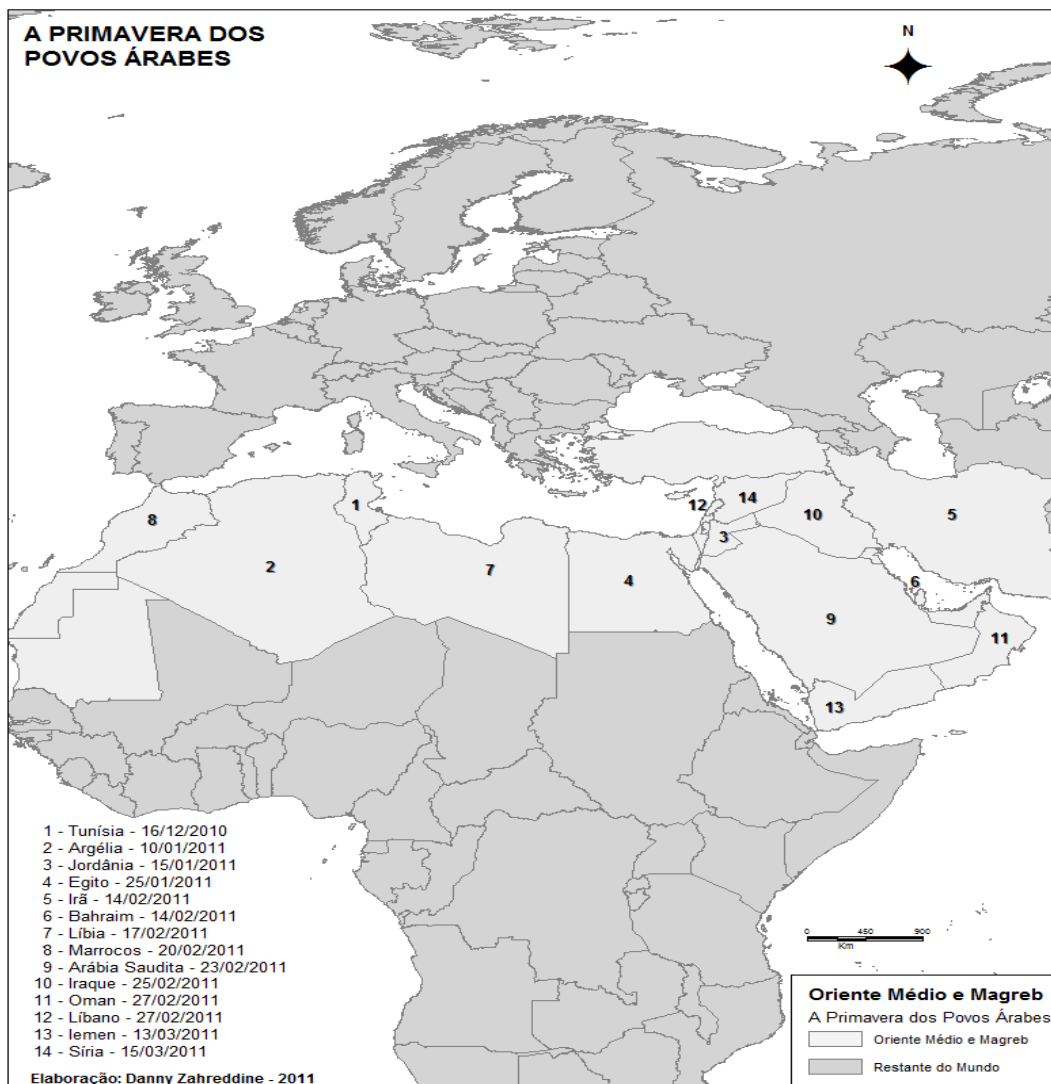 A PRIMAVERA DOS
POVOS ÁRABES
N
12
14
1
10
5
8
3
2
7
4
6
9
11
13
1 - Tunísia - 16/12/2010
2 - Argélia - 10/01/2011
3 - Jordânia - 15/01/2011
4 - Egito - 25/01/2011
5 - Irã - 14/02/2011
6 - Bahraim - 14/02/2011
7 - Líbia - 17/02/2011
8 - Marrocos - 20/02/2011
9 - Arábia Saudita - 23/02/2011
10 - Iraque - 25/02/2011
11 - Oman - 27/02/2011
12 - Líbano - 27/02/2011
13 - Iemen - 13/03/2011
14 - Síria - 15/03/2011
Elaboração: Danny Zahreddine - 2011
0 450 900
Km
Oriente Médio e Magreb
A Primavera dos Povos Árabes
Oriente Médio e Magreb
Restante do Mundo